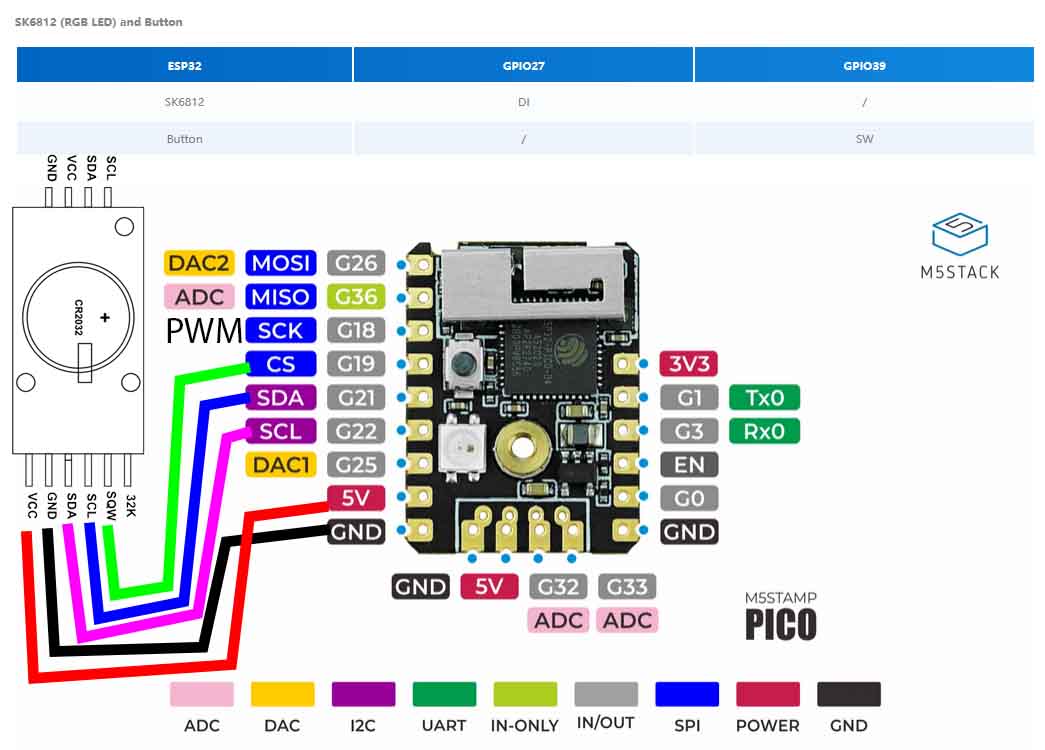 SK6812 (RGB LED) and Button
ESP32 GPIO27 GPIO39
SK6812 DI /
Button / SW
GND VCC SDA SCL
M5STACK
DAC2 MOSI G26
ADC MISO G36
PWM SCK G18
CS G19
3V3
SDA G21
G1 Tx0
SCL G22
G3 Rx0
DAC1 G25
EN
5V
G0
GND
GND
CR2032
+
VCC GND SDA SCL SQW 32K
GND 5V G32 G33
ADC ADC
M5STAMP
PICO
ADC DAC I2C UART IN-ONLY IN/OUT SPI POWER GND